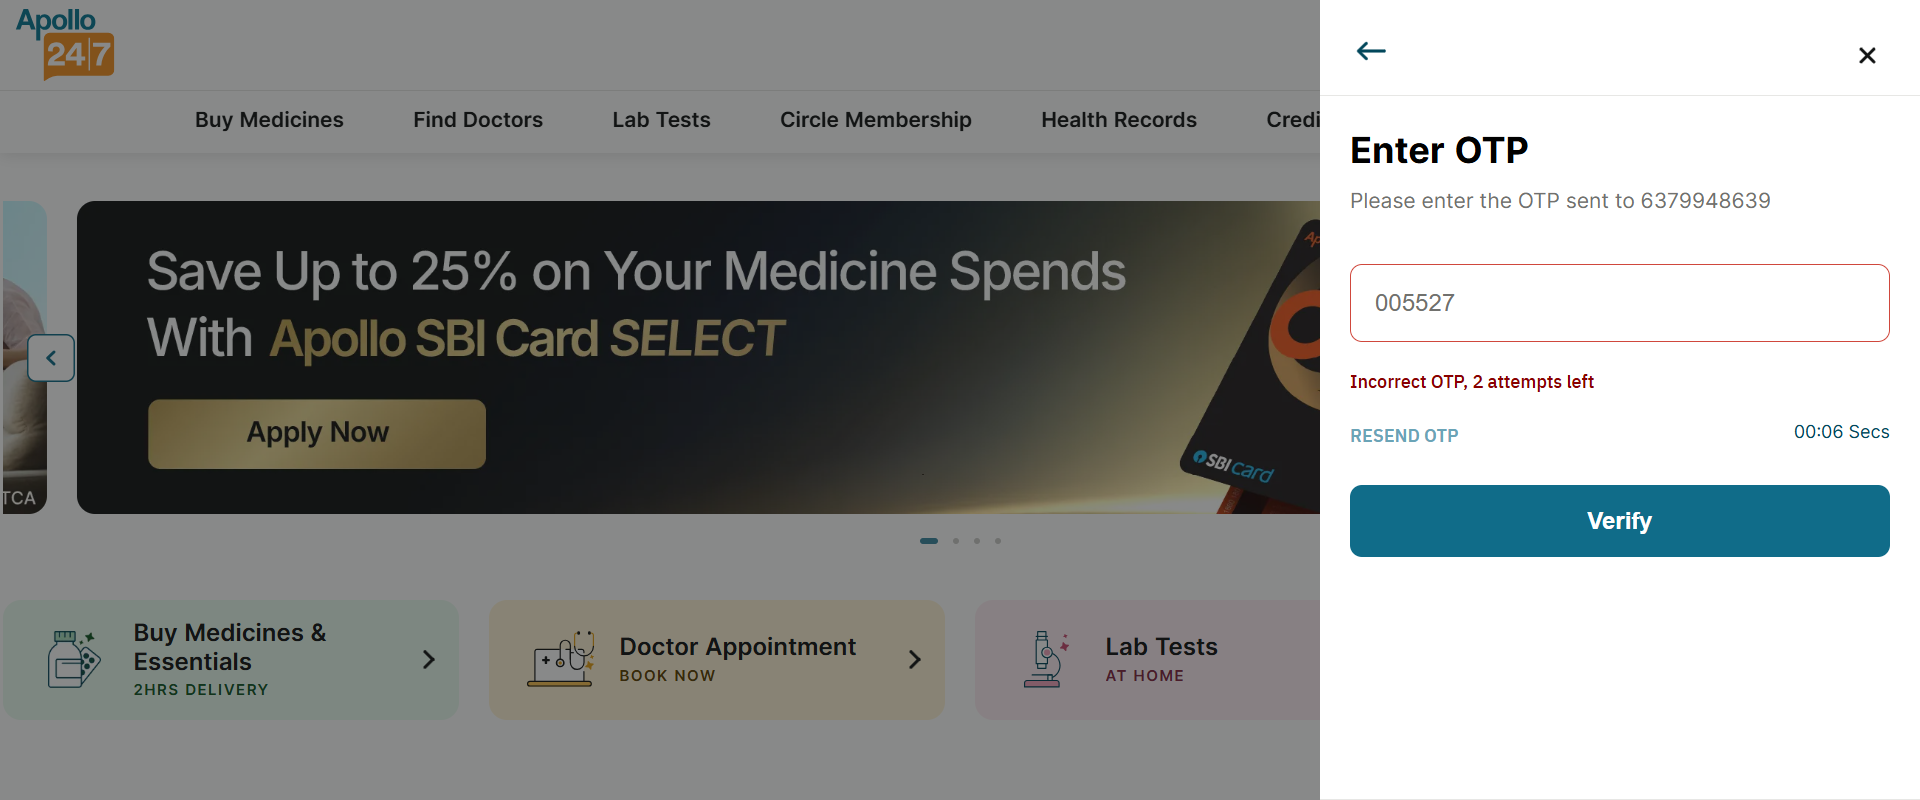 Apollo
24|7
Buy Medicines
Find Doctors
Lab Tests
Circle Membership
Health Records
Credi
TCA
Save Up to 25% on Your Medicine Spends
With Apollo SBI Card SELECT
Apply Now
SBI card
Buy Medicines &
Essentials
2HRS DELIVERY
Doctor Appointment
BOOK NOW
Lab Tests
AT HOME
Enter OTP
Please enter the OTP sent to 6379948639
005527
Incorrect OTP, 2 attempts left
RESEND OTP
00:06 Secs
Verify